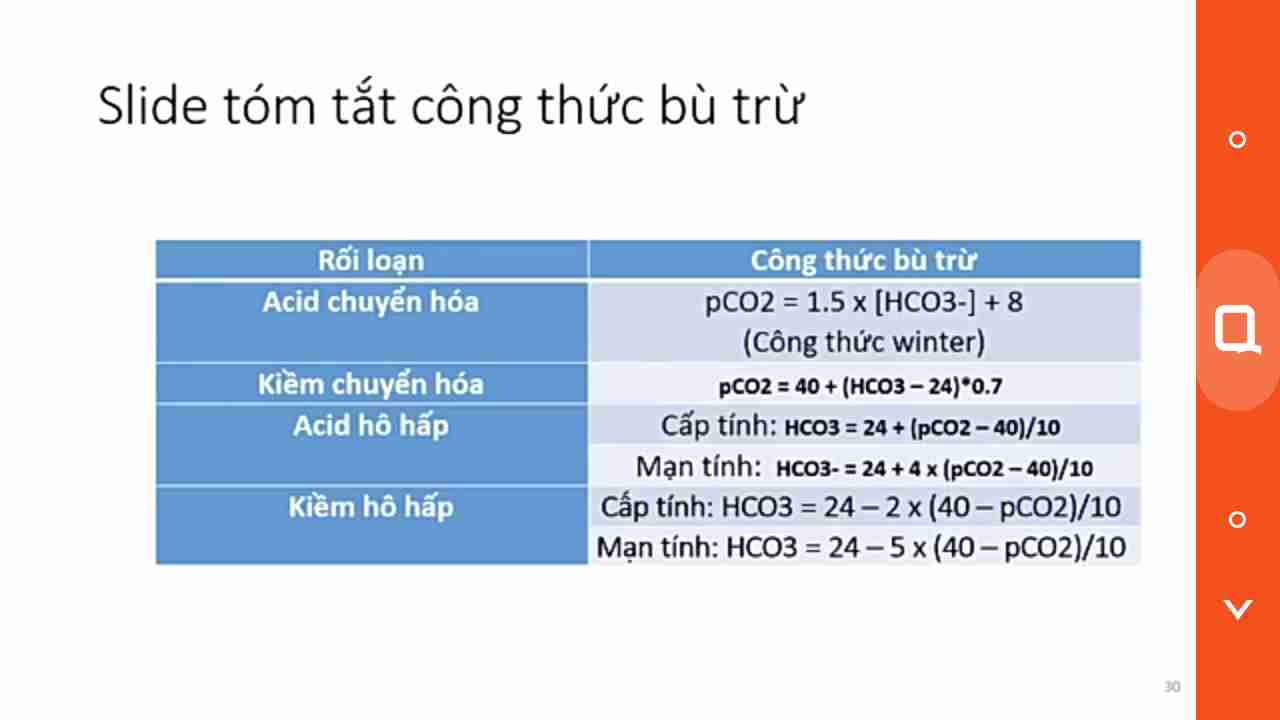 Slide tóm tắt công thức bù trừ
Rối loạn Công thức bù trừ
Acid chuyển hóa pCO2 = 1.5 x [HCO3-] + 8
(Công thức winter)
Kiềm chuyển hóa pCO2 = 40 + (HCO3 – 24)*0.7
Acid hô hấp Cấp tính: HCO3 = 24 + (pCO2 – 40)/10
Mạn tính: HCO3- = 24 + 4 x (pCO2 – 40)/10
Kiềm hô hấp Cấp tính: HCO3 = 24 – 2 x (40 – pCO2)/10
Mạn tính: HCO3 = 24 – 5 x (40 – pCO2)/10
30